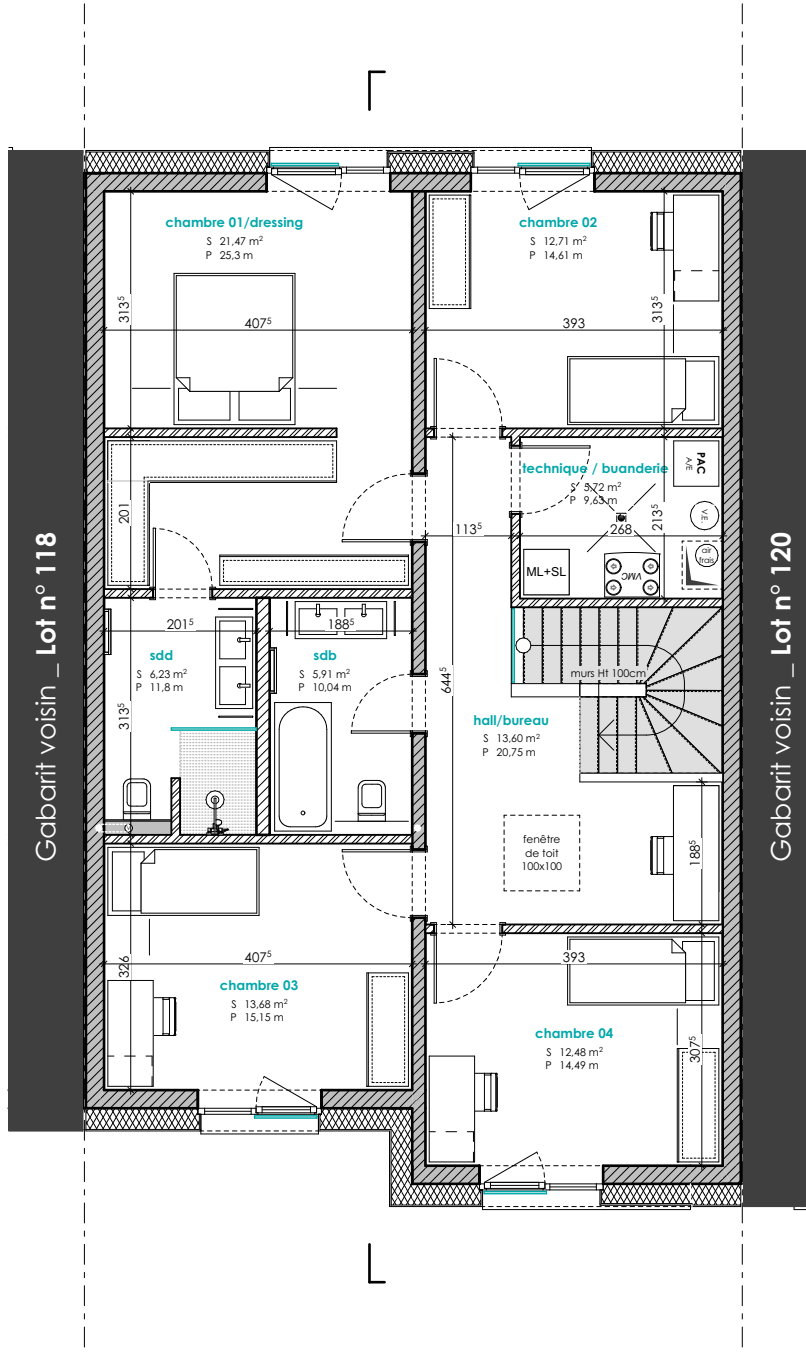 chambre 01/dressing
S 21,47 m²
P 25,3 m
chambre 02
S 12,71 m²
P 14,61 m
313⁵
407⁵
393
313⁵
technique / buanderie
S 5,72 m²
P 9,63 m
PAC
A/E
V.E.
air
frais
VMC
ML+SL
201
113⁵
268
213⁵
Gabarit voisin _ Lot n° 118
Gabarit voisin _ Lot n° 120
201⁵
188⁵
sdd
S 6,23 m²
P 11,8 m
sdb
S 5,91 m²
P 10,04 m
313⁵
644⁵
murs Ht 100cm
hall/bureau
S 13,60 m²
P 20,75 m
fenêtre
de toit
100x100
188⁵
326
407⁵
393
chambre 03
S 13,68 m²
P 15,15 m
chambre 04
S 12,48 m²
P 14,49 m
307⁵